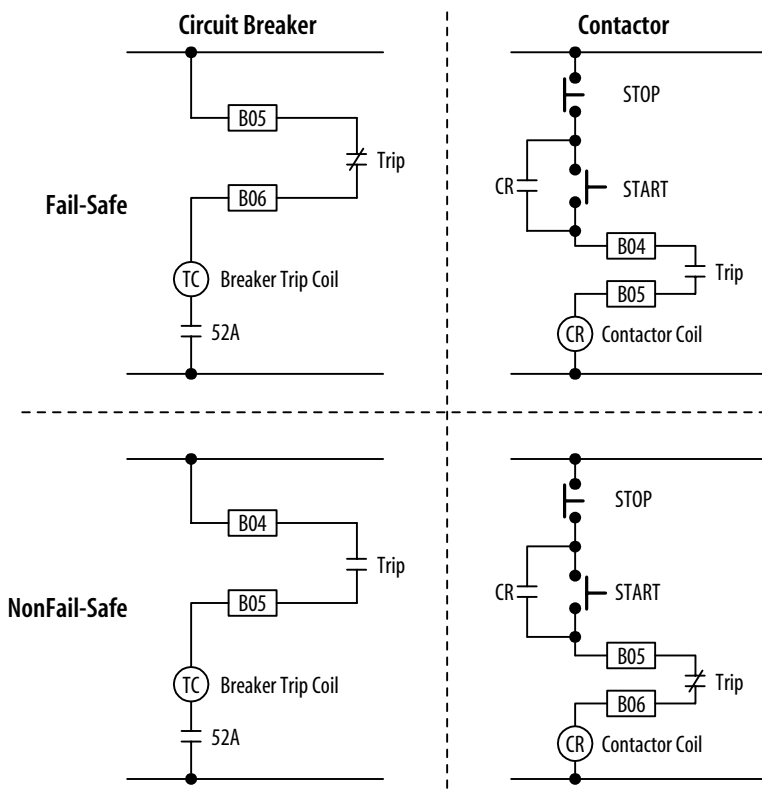 Circuit Breaker
Contactor
Fail-Safe
B05
Trip
B06
TC Breaker Trip Coil
52A
STOP
CR
START
B04
Trip
B05
CR Contactor Coil
NonFail-Safe
B04
Trip
B05
TC Breaker Trip Coil
52A
STOP
CR
START
B05
Trip
B06
CR Contactor Coil